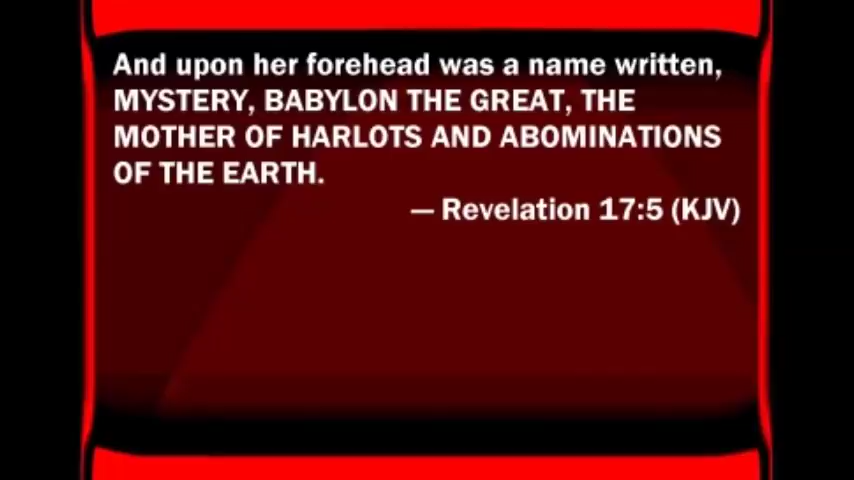 And upon her forehead was a name written,
MYSTERY, BABYLON THE GREAT, THE
MOTHER OF HARLOTS AND ABOMINATIONS
OF THE EARTH.
— Revelation 17:5 (KJV)